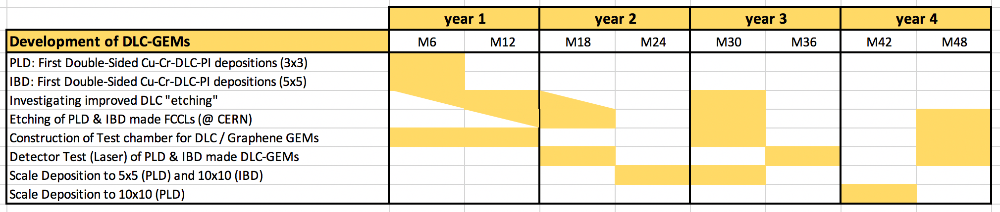 year 1 year 2 year 3 year 4
Development of DLC-GEMs M6 M12 M18 M24 M30 M36 M42 M48
PLD: First Double-Sided Cu-Cr-DLC-PI depositions (3x3)
IBD: First Double-Sided Cu-Cr-DLC-PI depositions (5x5)
Investigating improved DLC "etching"
Etching of PLD & IBD made FCCLs (@ CERN)
Construction of Test chamber for DLC / Graphene GEMs
Detector Test (Laser) of PLD & IBD made DLC-GEMs
Scale Deposition to 5x5 (PLD) and 10x10 (IBD)
Scale Deposition to 10x10 (PLD)